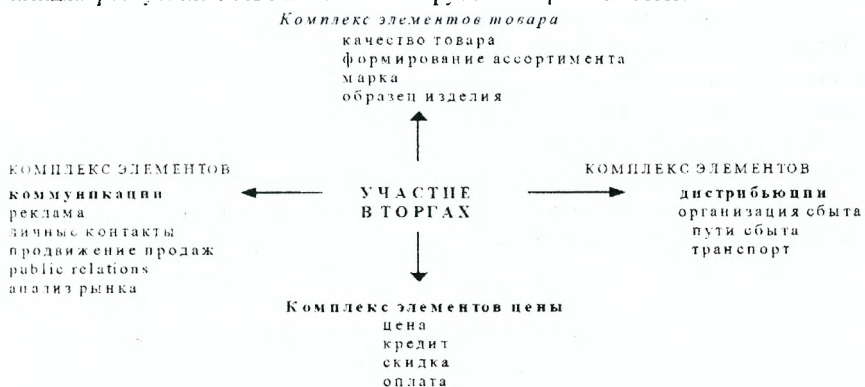 Комплекс элементов товара
качество товара
формирование ассортимента
марка
образец изделия
КОМПЛЕКС ЭЛЕМЕНТОВ
коммуникации
реклама
личные контакты
продвижение продаж
public relations
анализ рынка
УЧАСТИЕ
В ТОРГАХ
КОМПЛЕКС ЭЛЕМЕНТОВ
дистрибьюции
организация сбыта
пути сбыта
транспорт
Комплекс элементов цены
цена
кредит
скидка
оплата